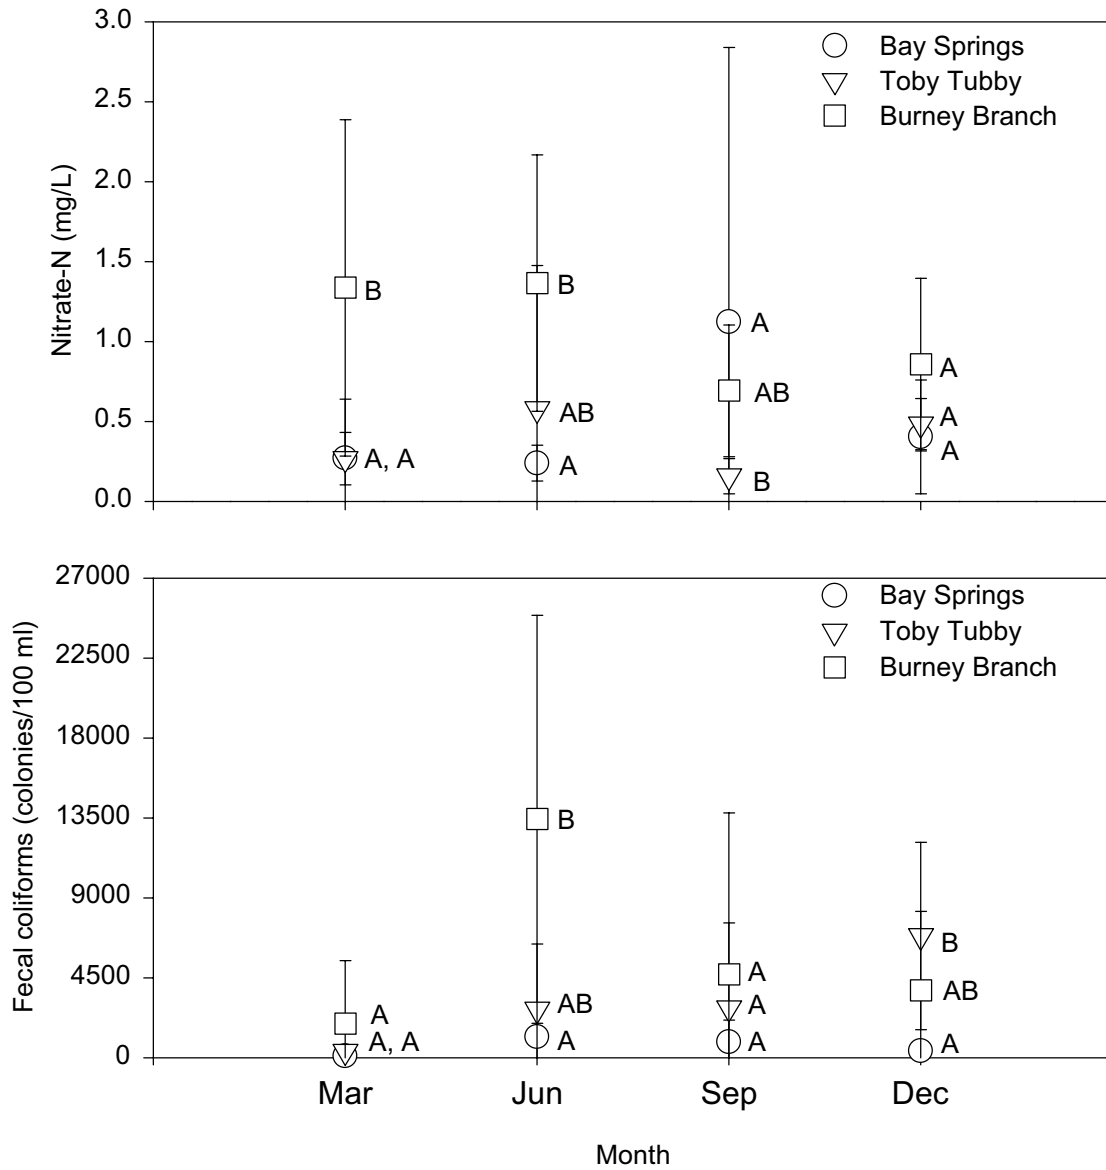 3.0
2.5
2.0
1.5
1.0
0.5
0.0
Nitrate-N (mg/L)
Bay Springs
Toby Tubby
Burney Branch
B
A, A
B
AB
A
A
AB
B
A
A
A
27000
22500
18000
13500
9000
4500
0
Fecal coliforms (colonies/100 ml)
Bay Springs
Toby Tubby
Burney Branch
A
A, A
B
AB
A
A
A
A
B
AB
A
Mar Jun Sep Dec
Month